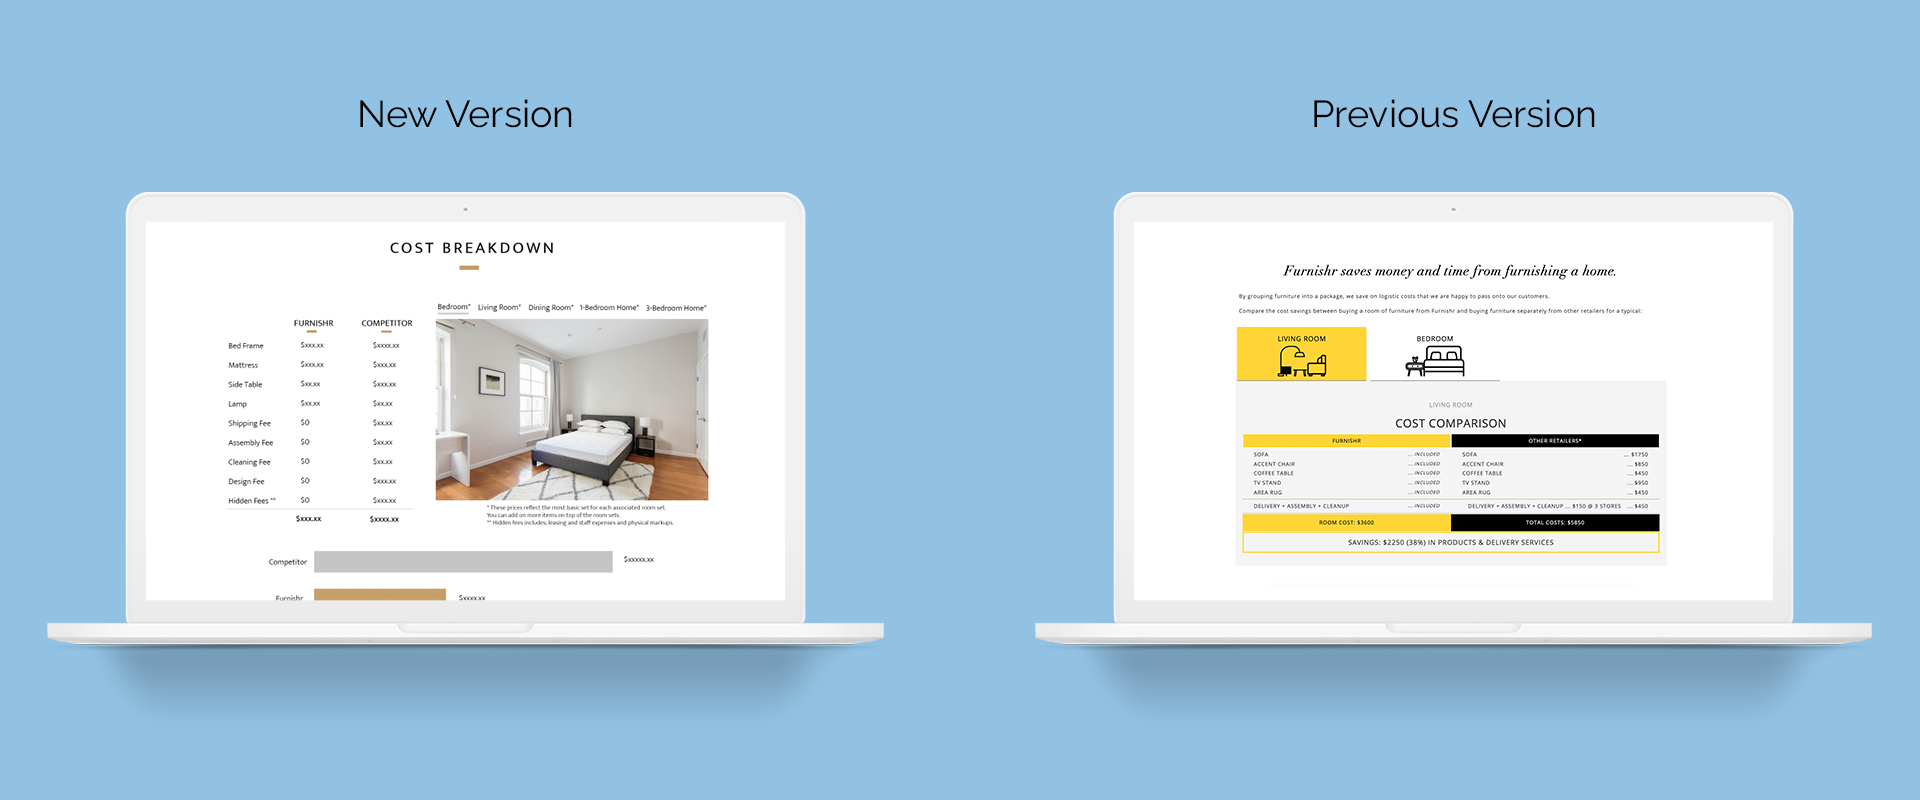 New Version
COST BREAKDOWN
Bedroom* Living Room* Dining Room* 1-Bedroom Home* 3-Bedroom Home*
FURNISHR COMPETITOR
Bed Frame $xxx.xx $xxxx.xx
Mattress $xxx.xx $xxx.xx
Side Table $xx.xx $xxx.xx
Lamp $xx.xx $xxx.xx
Shipping Fee $0 $xx.xx
Assembly Fee $0 $xx.xx
Cleaning Fee $0 $xx.xx
Design Fee $0 $xx.xx
Hidden Fees ** $0 $xxx.xx
$xxx.xx $xxxx.xx
* These prices reflect the most basic set for each associated room set.
You can add on more items on top of the room sets.
** Hidden fees includes, leasing and staff expenses and physical markups.
Competitor $xxxxx.xx
Furnishr $xxxx.xx
Previous Version
Furnishr saves money and time from furnishing a home.
By grouping furniture into a package, we save on logistic costs that we are happy to pass onto our customers.
Compare the cost savings between buying a room of furniture from Furnishr and buying furniture separately from other retailers for a typical:
LIVING ROOM BEDROOM
LIVING ROOM
COST COMPARISON
FURNISHR OTHER RETAILERS*
SOFA ... INCLUDED SOFA ... $1750
ACCENT CHAIR ... INCLUDED ACCENT CHAIR ... $850
COFFEE TABLE ... INCLUDED COFFEE TABLE ... $450
TV STAND ... INCLUDED TV STAND ... $950
AREA RUG ... INCLUDED AREA RUG ... $450
DELIVERY + ASSEMBLY + CLEANUP ... INCLUDED DELIVERY + ASSEMBLY + CLEANUP ... $150 @ 3 STORES ... $450
ROOM COST: $3600 TOTAL COSTS: $5850
SAVINGS: $2250 (38%) IN PRODUCTS & DELIVERY SERVICES